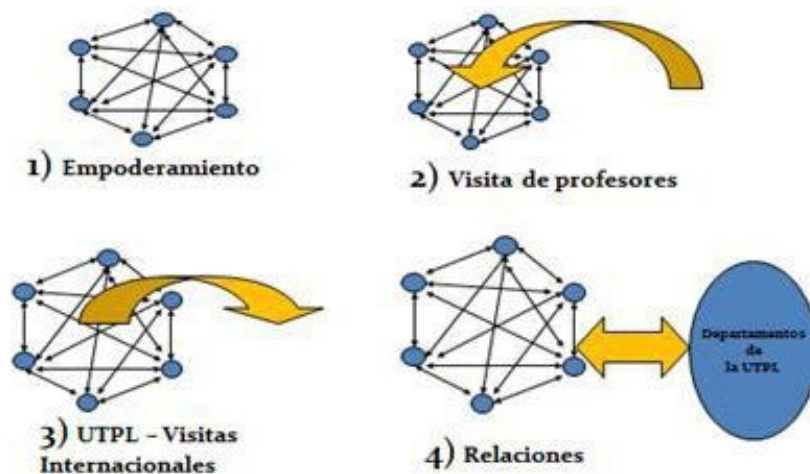 1) Empoderamiento
2) Visita de profesores
3) UTPL – Visitas
Internacionales
Departamentos
de
la UTPL
4) Relaciones